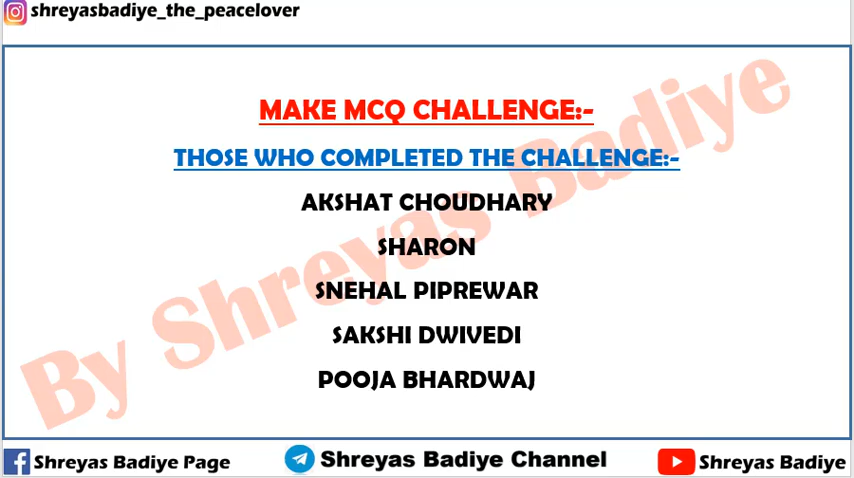 shreyasbadiye_the_peacelover
MAKE MCQ CHALLENGE:-
THOSE WHO COMPLETED THE CHALLENGE:-
AKSHAT CHOUDHARY
SHARON
SNEHAL PIPREWAR
SAKSHI DWIVEDI
POOJA BHARDWAJ
By Shreyas Badiye
Shreyas Badiye Page
Shreyas Badiye Channel
Shreyas Badiye